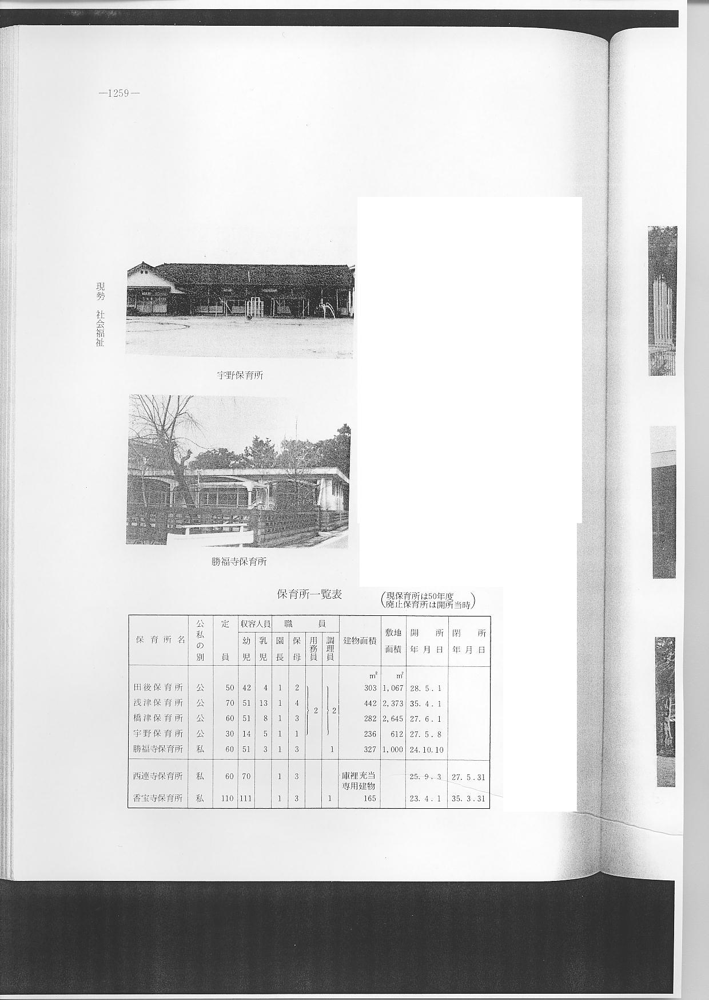 —1259—
現勢　社会福祉
宇野保育所
勝福寺保育所
保育所一覧表
(現保育所は50年度
廃止保育所は開所当時)
保育所名 公私の別 定員 収容人員 職員 建物面積 敷地面積 開所年月日 閉所年月日
幼児 乳児 園長 保母 用務員 調理員
㎡ ㎡
田後保育所 公 50 42 4 1 2 303 1,067 28. 5. 1
浅津保育所 公 70 51 13 1 4 2 2 442 2,373 35. 4. 1
橋津保育所 公 60 51 8 1 3 282 2,645 27. 6. 1
宇野保育所 公 30 14 5 1 1 236 612 27. 5. 8
勝福寺保育所 私 60 51 3 1 3 1 327 1,000 24.10.10
西連寺保育所 私 60 70 1 3 庫裡充当 25. 9. 3 27. 5.31
専用建物
香宝寺保育所 私 110 111 1 3 1 165 23. 4. 1 35. 3.31